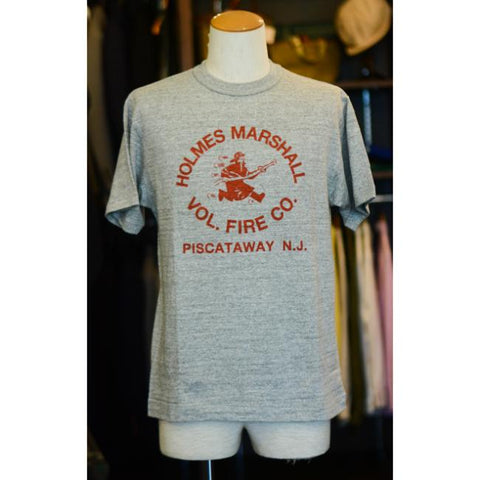 HOLMES MARSHALL
VOL. FIRE CO.
PISCATAWAY N.J.